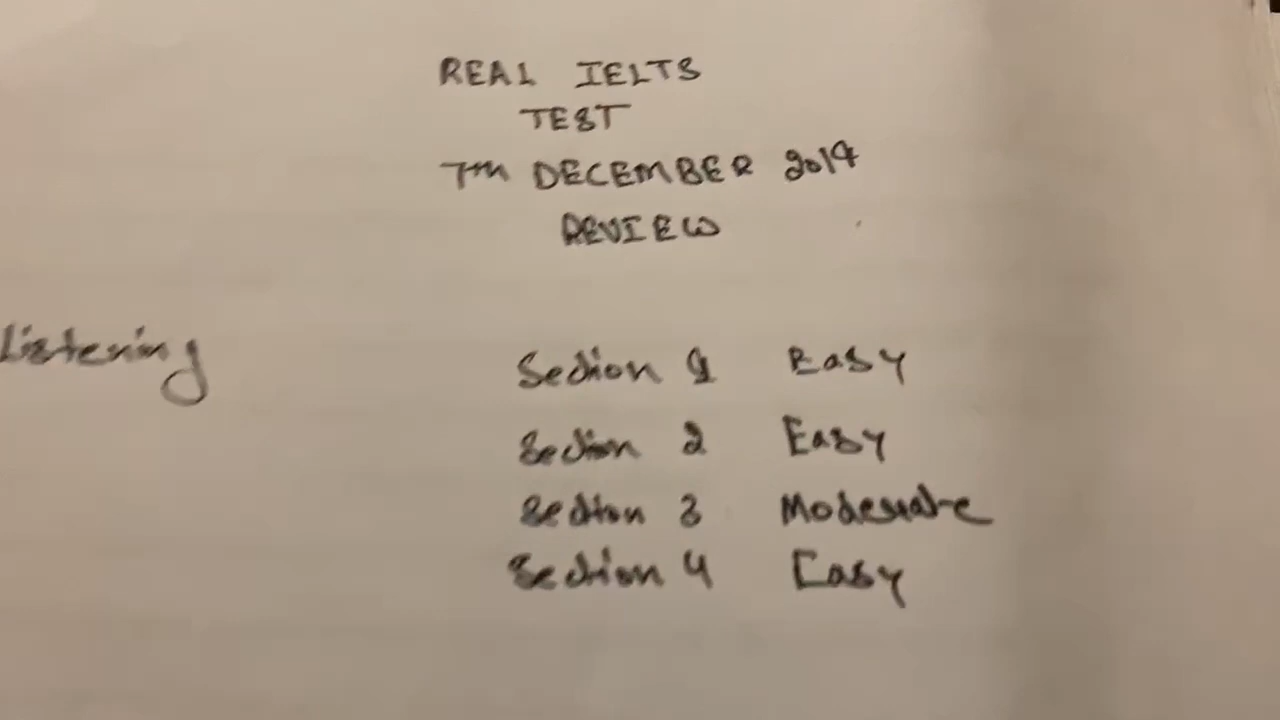 REAL IELTS
TEST
7TH DECEMBER 2019
REVIEW
Listening
Section 1 Easy
Section 2 Easy
Section 3 Moderate
Section 4 Easy